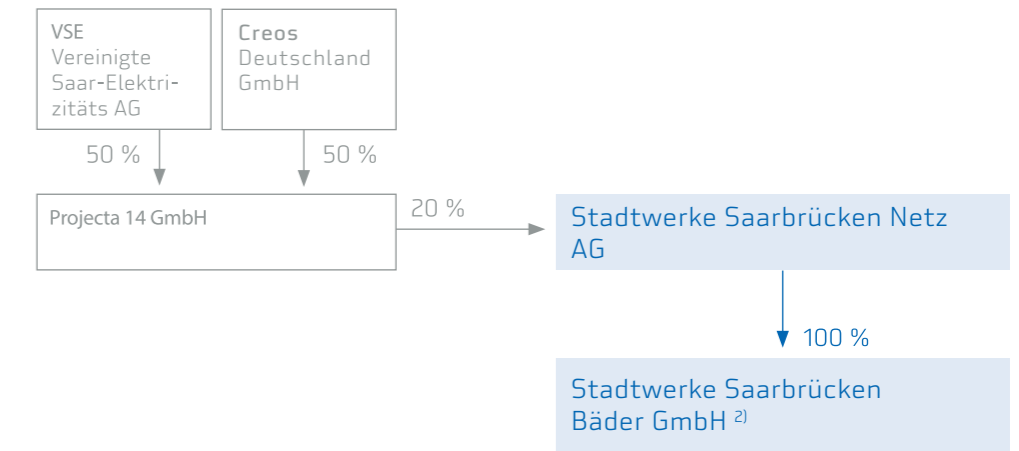 VSE
Vereinigte
Saar-Elektri-
zitäts AG
Creos
Deutschland
GmbH
50 %
50 %
Projecta 14 GmbH
20 %
Stadtwerke Saarbrücken Netz
AG
100 %
Stadtwerke Saarbrücken
Bäder GmbH 2)